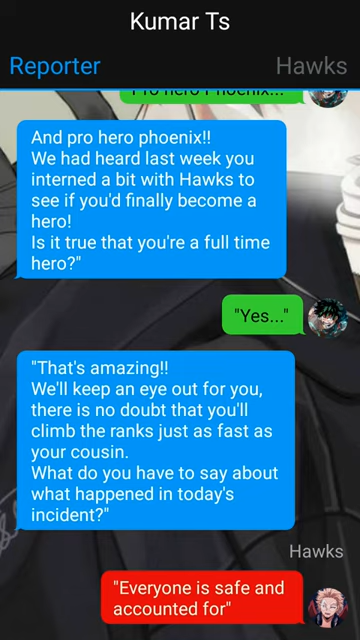 Kumar Ts
Reporter
Hawks
Pro hero Phoenix..."
And pro hero phoenix!!
We had heard last week you
interned a bit with Hawks to
see if you'd finally become a
hero!
Is it true that you're a full time
hero?"
"Yes..."
"That's amazing!!
We'll keep an eye out for you,
there is no doubt that you'll
climb the ranks just as fast as
your cousin.
What do you have to say about
what happened in today's
incident?"
Hawks
"Everyone is safe and
accounted for"